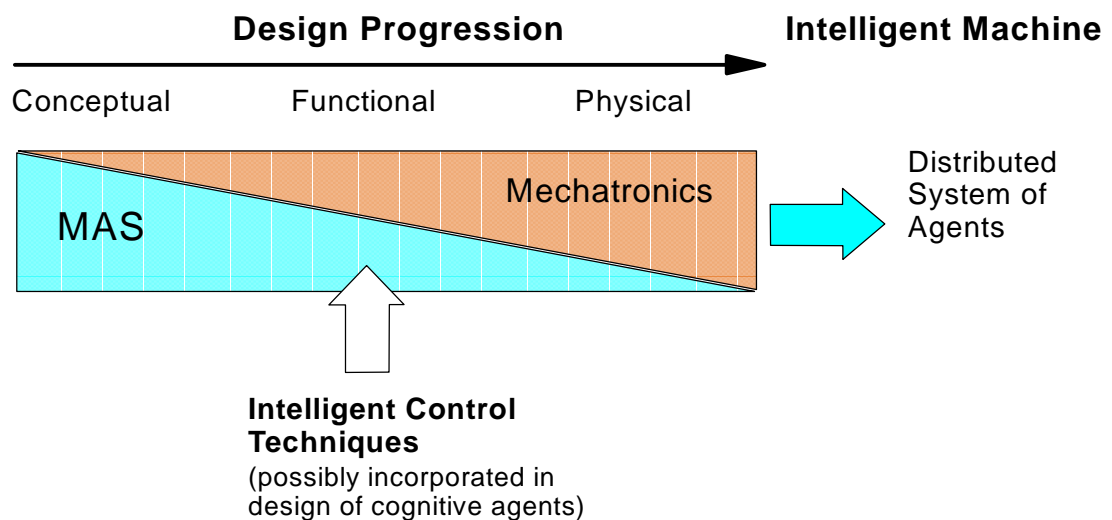 Design Progression
Intelligent Machine
Conceptual
Functional
Physical
MAS
Mechatronics
Distributed
System of
Agents
Intelligent Control
Techniques
(possibly incorporated in
design of cognitive agents)